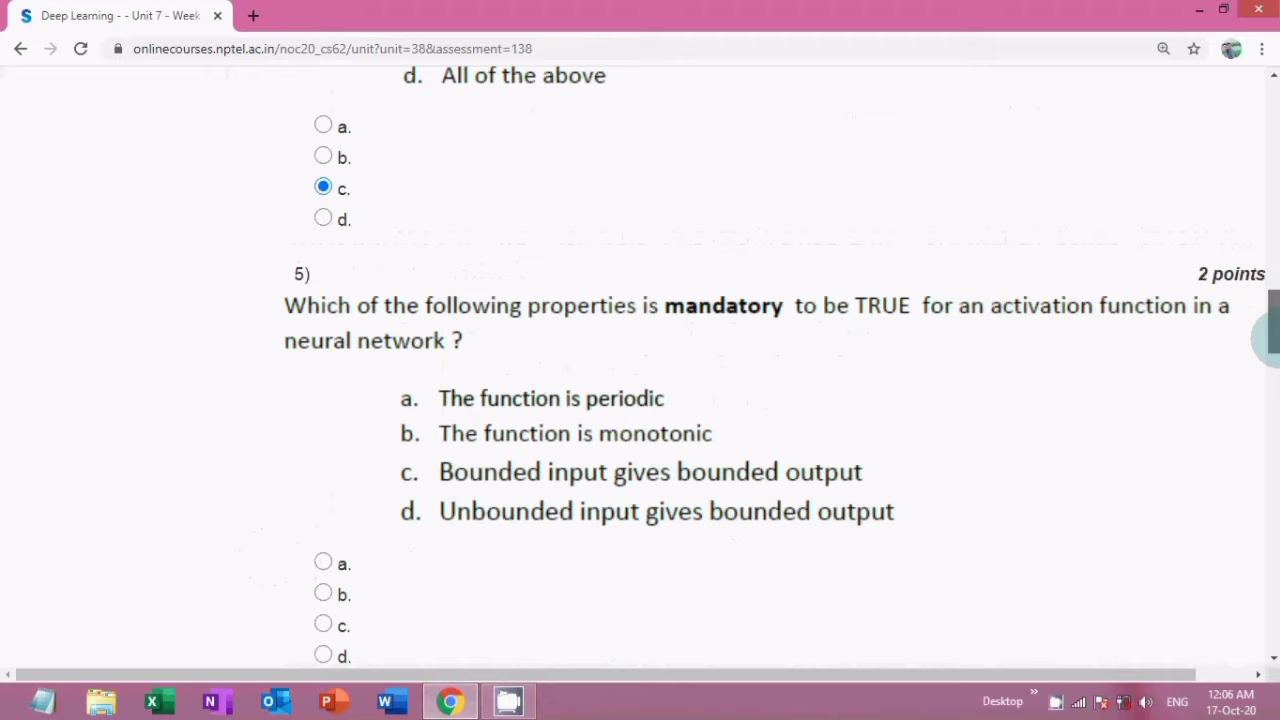 Deep Learning - - Unit 7 - Week
onlinecourses.nptel.ac.in/noc20_cs62/unit?unit=38&assessment=138
d. All of the above
a.
b.
c.
d.
5)
2 points
Which of the following properties is mandatory to be TRUE for an activation function in a
neural network ?
a. The function is periodic
b. The function is monotonic
c. Bounded input gives bounded output
d. Unbounded input gives bounded output
a.
b.
c.
d.
Desktop
ENG
12:06 AM
17-Oct-20